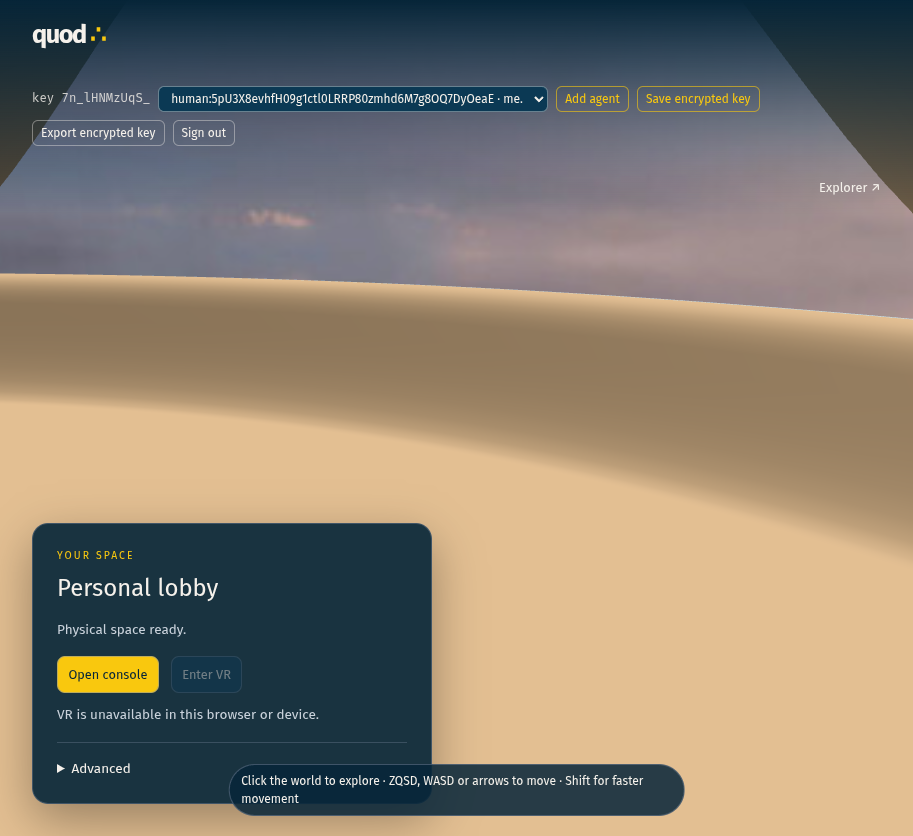 quod
key 7n_lHNMzUqS_ human:5pU3X8evhfH09g1ctl0LRRP80zmhd6M7g8OQ7DyOeaE · me. Add agent Save encrypted key
Export encrypted key Sign out
Explorer ↗
YOUR SPACE
Personal lobby
Physical space ready.
Open console Enter VR
VR is unavailable in this browser or device.
▶ Advanced
Click the world to explore · ZQSD, WASD or arrows to move · Shift for faster
movement